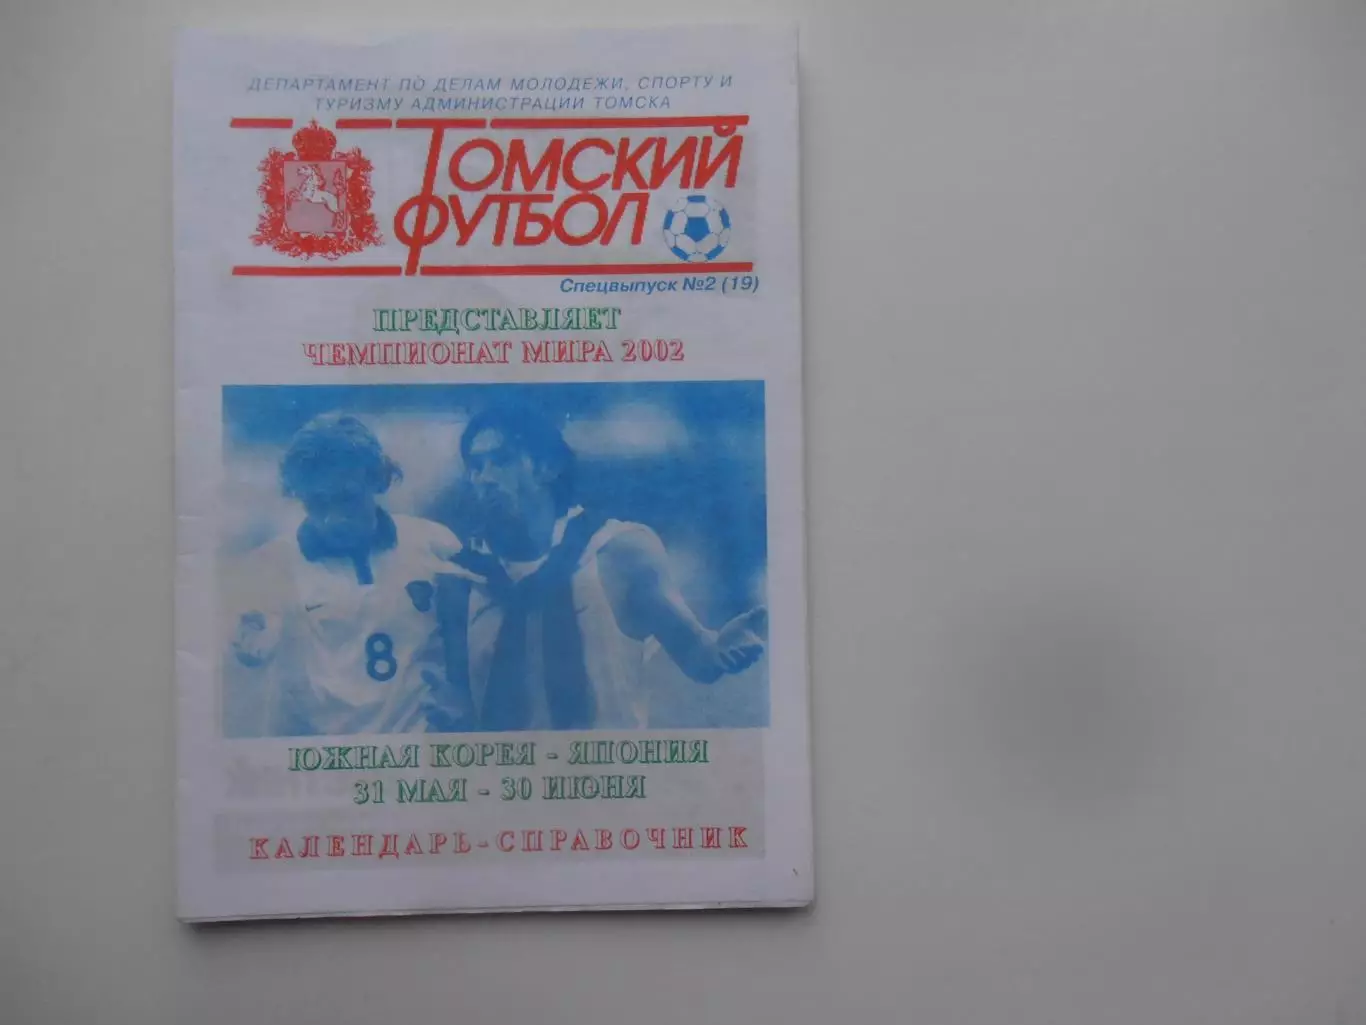 ДЕПАРТАМЕНТ ПО ДЕЛАМ МОЛОДЕЖИ, СПОРТУ И
ТУРИЗМУ АДМИНИСТРАЦИИ ТОМСКА
ТОМСКИЙ
ФУТБОЛ
Спецвыпуск №2 (19)
ПРЕДСТАВЛЯЕТ
ЧЕМПИОНАТ МИРА 2002
8
ЮЖНАЯ КОРЕЯ - ЯПОНИЯ
31 МАЯ - 30 ИЮНЯ
КАЛЕНДАРЬ-СПРАВОЧНИК